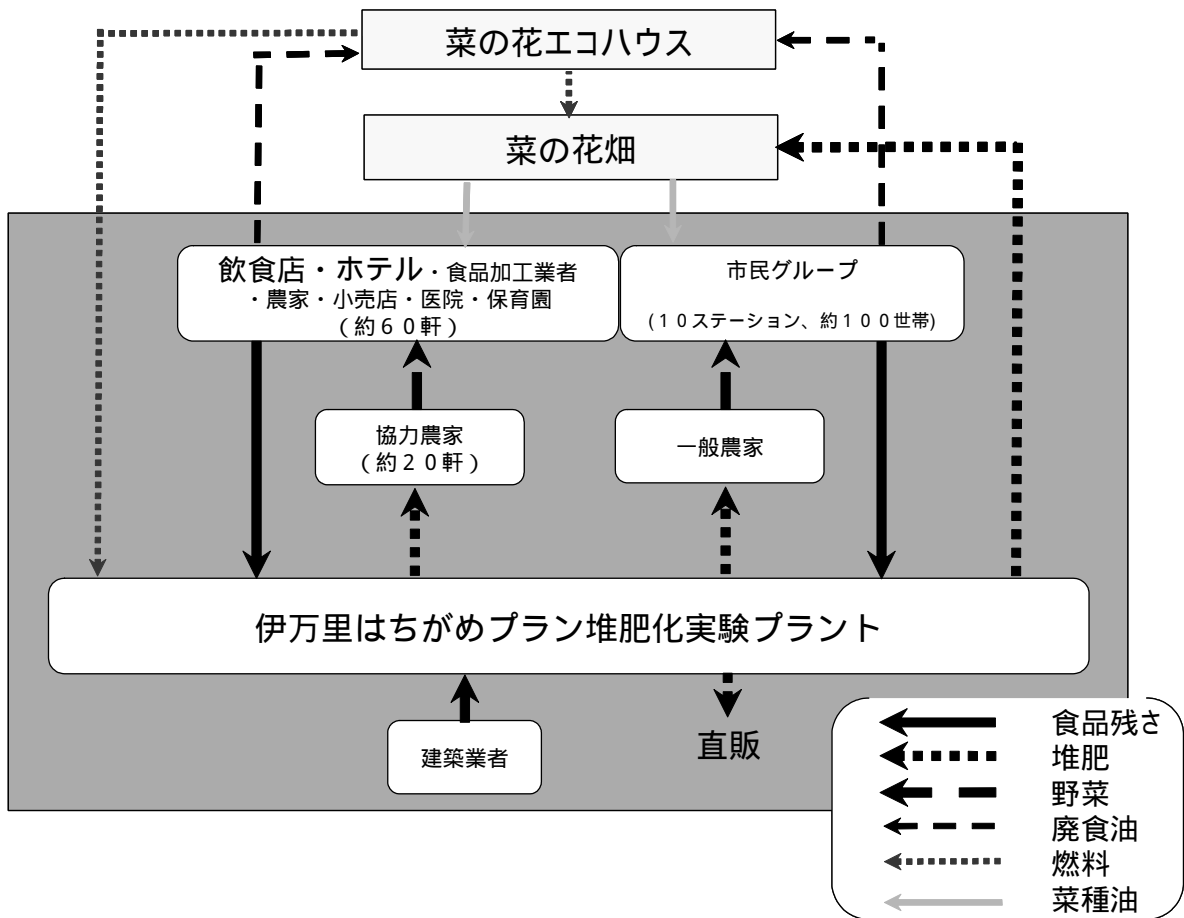 菜の花エコハウス
菜の花畑
飲食店・ホテル・食品加工業者
・農家・小売店・医院・保育園
（約６０軒）
市民グループ
(１０ステーション、約１００世帯)
協力農家
（約２０軒）
一般農家
伊万里はちがめプラン堆肥化実験プラント
建築業者
直販
食品残さ
堆肥
野菜
廃食油
燃料
菜種油